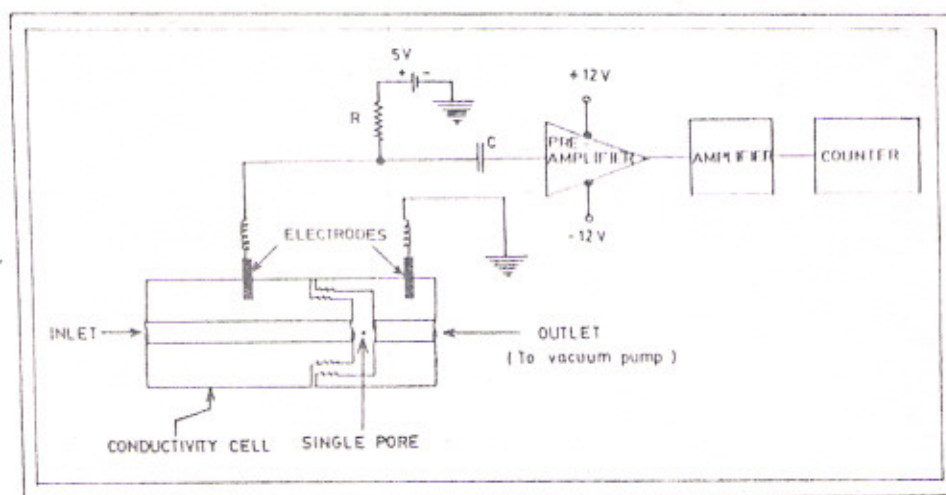 5V
+ -
+12V
R
C
PRE-
AMPLIFIER
AMPLIFIER
COUNTER
-12V
ELECTRODES
INLET
OUTLET
(To vacuum pump)
CONDUCTIVITY CELL
SINGLE PORE